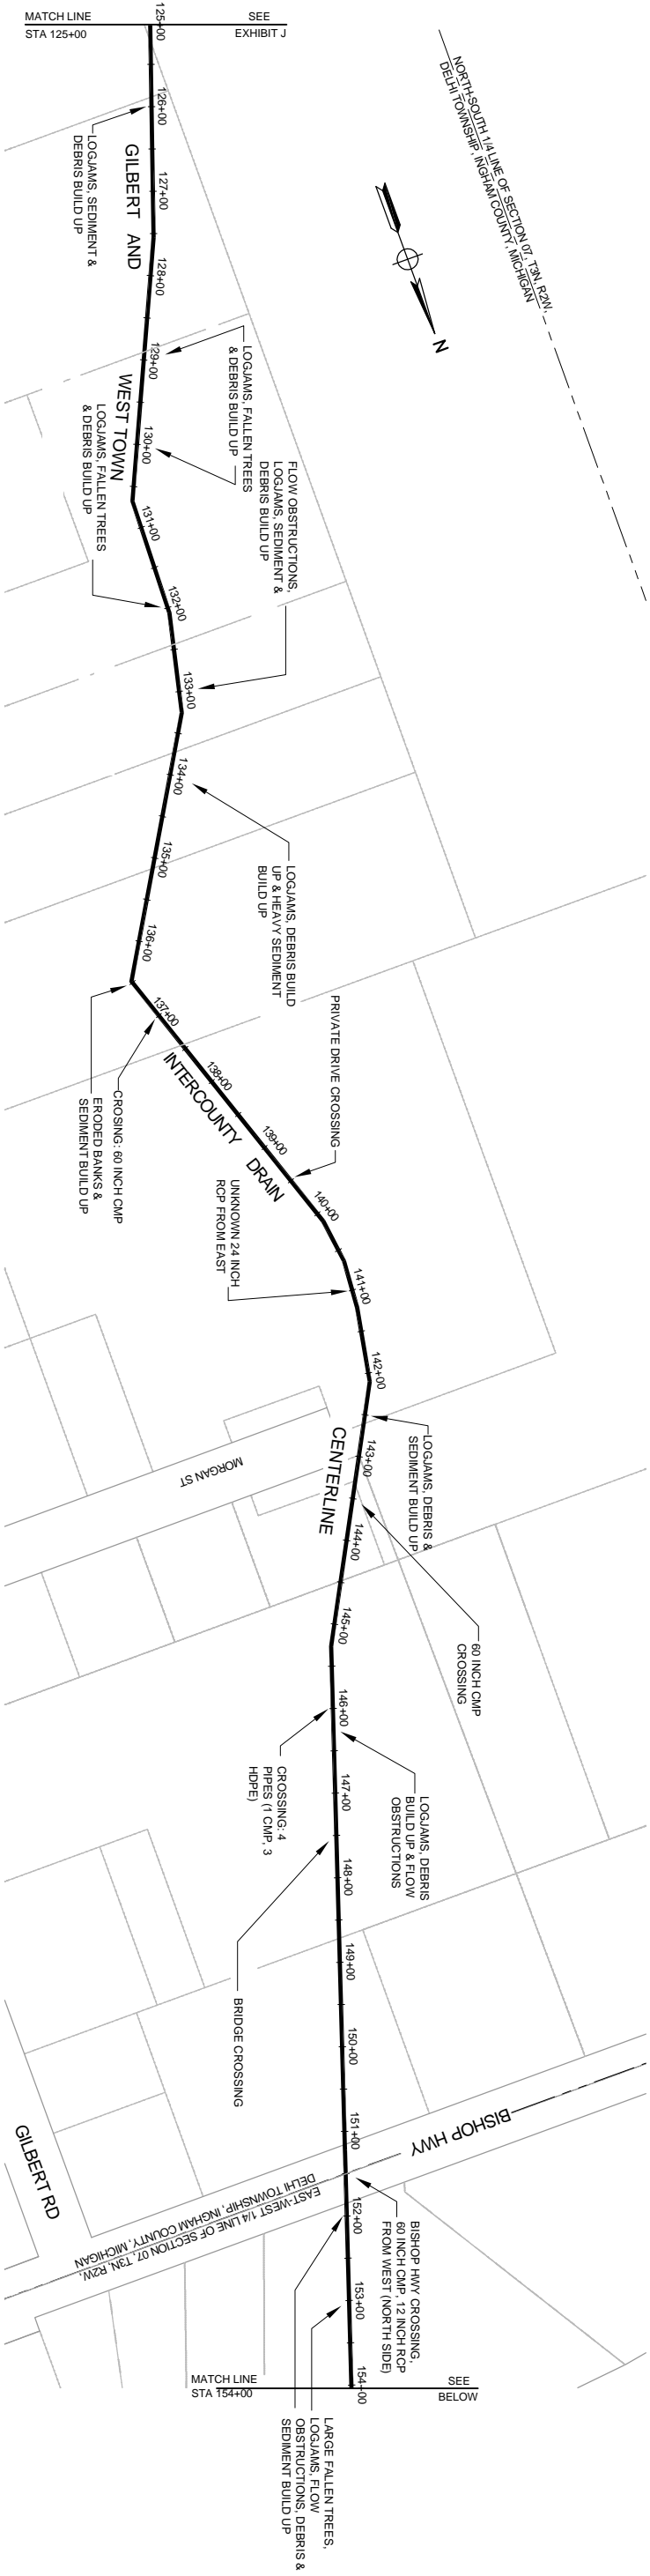 MATCH LINE
STA 125+00
SEE
EXHIBIT J
125+00
126+00
127+00
128+00
129+00
130+00
131+00
132+00
133+00
134+00
135+00
136+00
137+00
138+00
139+00
140+00
141+00
142+00
143+00
144+00
145+00
146+00
147+00
148+00
149+00
150+00
151+00
152+00
153+00
154+00
NORTH-SOUTH 1/4 LINE OF SECTION 07, T3N, R2W,
DELHI TOWNSHIP, INGHAM COUNTY, MICHIGAN
N
GILBERT AND
WEST TOWN
INTERCOUNTY DRAIN
CENTERLINE
LOGJAMS, SEDIMENT &
DEBRIS BUILD UP
LOGJAMS, FALLEN TREES
& DEBRIS BUILD UP
LOGJAMS, FALLEN TREES
& DEBRIS BUILD UP
FLOW OBSTRUCTIONS,
LOGJAMS, SEDIMENT &
DEBRIS BUILD UP
LOGJAMS, DEBRIS BUILD
UP & HEAVY SEDIMENT
BUILD UP
ERODED BANKS &
SEDIMENT BUILD UP
CROSING: 60 INCH CMP
PRIVATE DRIVE CROSSING
UNKNOWN 24 INCH
RCP FROM EAST
LOGJAMS, DEBRIS &
SEDIMENT BUILD UP
MORGAN ST
60 INCH CMP
CROSSING
CROSSING: 4
PIPES (1 CMP, 3
HDPE)
LOGJAMS, DEBRIS
BUILD UP & FLOW
OBSTRUCTIONS
BRIDGE CROSSING
GILBERT RD
BISHOP HWY
EAST-WEST 1/4 LINE OF SECTION 07, T3N, R2W,
DELHI TOWNSHIP, INGHAM COUNTY, MICHIGAN
BISHOP HWY CROSSING,
60 INCH CMP, 12 INCH RCP
FROM WEST (NORTH SIDE)
MATCH LINE
STA 154+00
SEE
BELOW
LARGE FALLEN TREES,
LOGJAMS, FLOW
OBSTRUCTIONS, DEBRIS &
SEDIMENT BUILD UP